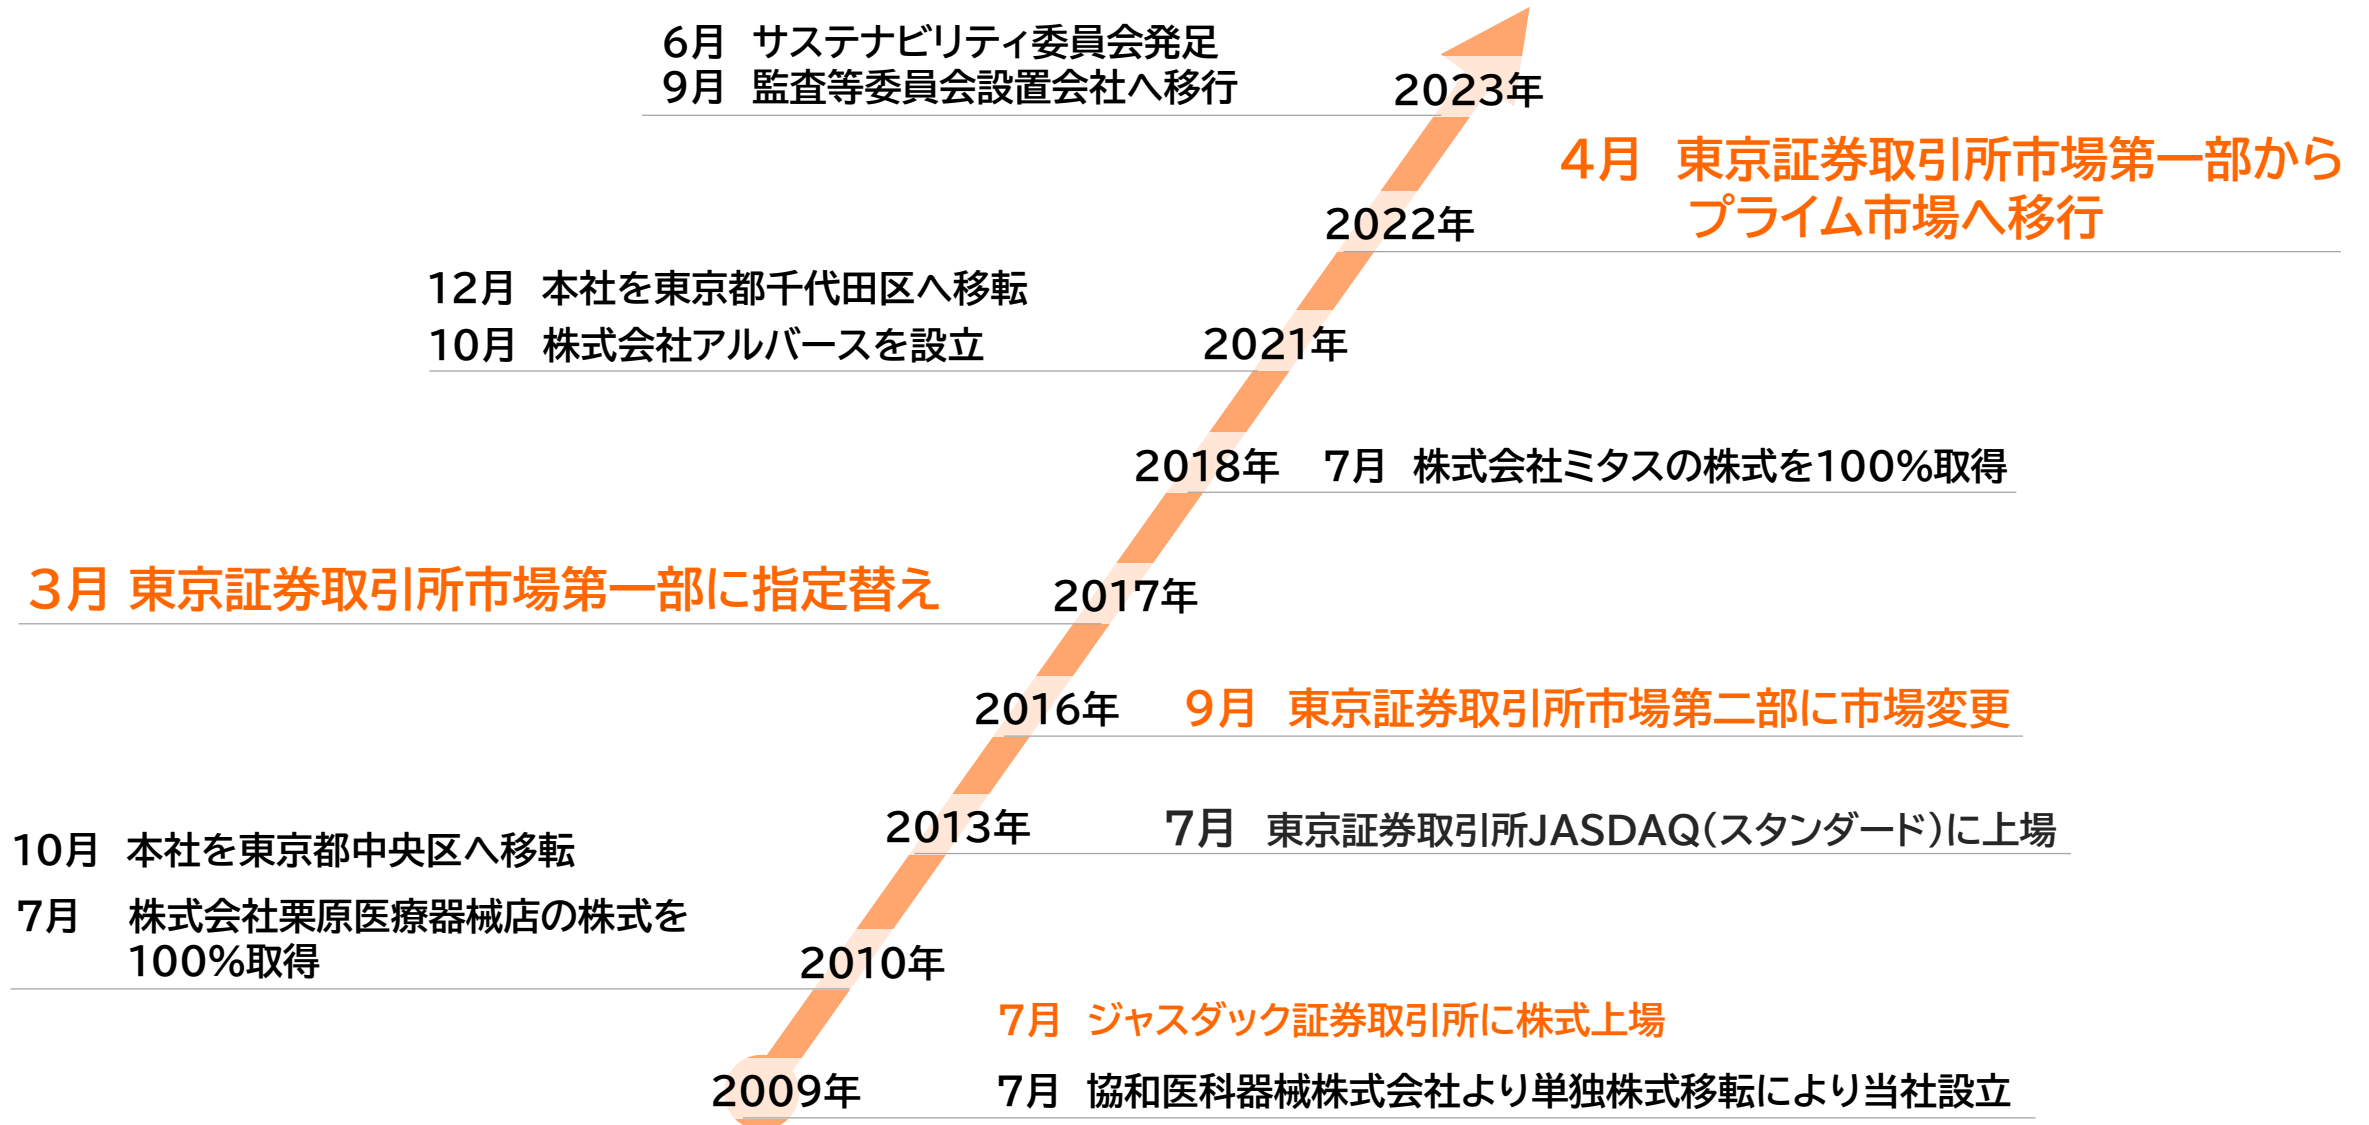 6月 サステナビリティ委員会発足
9月 監査等委員会設置会社へ移行
2023年
4月 東京証券取引所市場第一部から
プライム市場へ移行
2022年
12月 本社を東京都千代田区へ移転
10月 株式会社アルバースを設立
2021年
2018年 7月 株式会社ミタスの株式を100%取得
3月 東京証券取引所市場第一部に指定替え
2017年
2016年 9月 東京証券取引所市場第二部に市場変更
2013年 7月 東京証券取引所JASDAQ(スタンダード)に上場
10月 本社を東京都中央区へ移転
7月 株式会社栗原医療器械店の株式を
100%取得
2010年
7月 ジャスダック証券取引所に株式上場
2009年 7月 協和医科器械株式会社より単独株式移転により当社設立